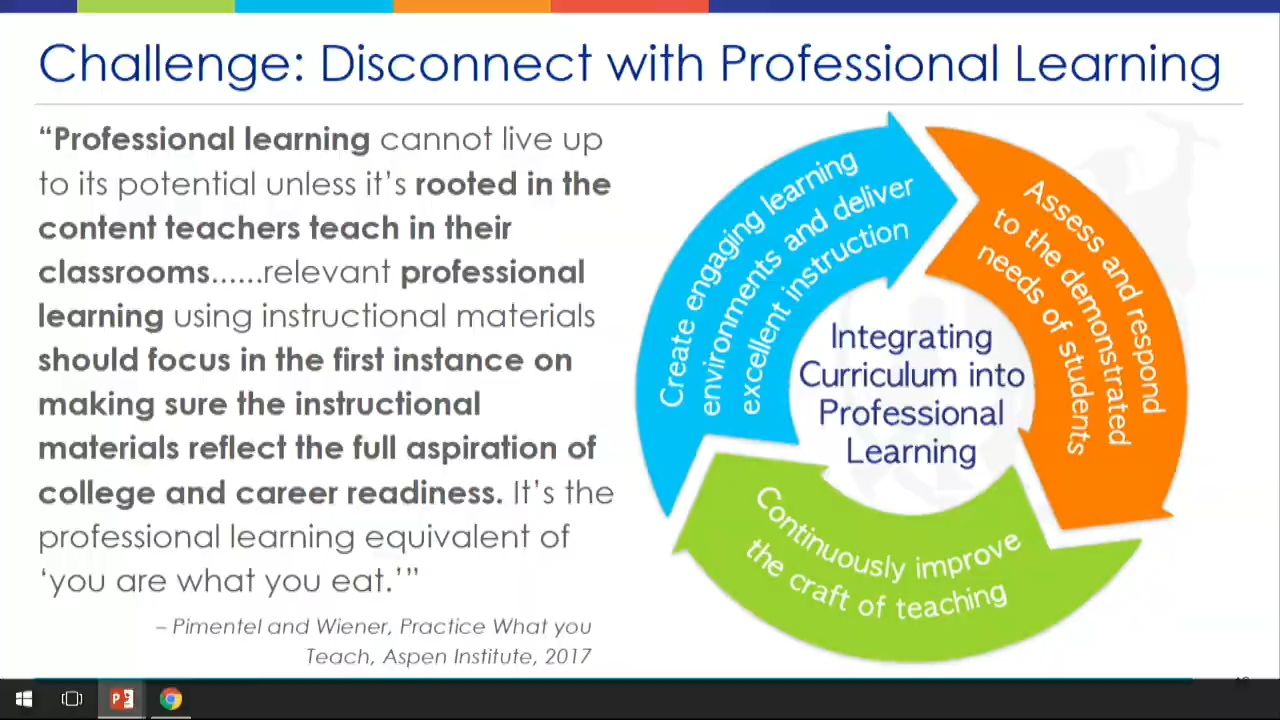 Challenge: Disconnect with Professional Learning
“Professional learning cannot live up
to its potential unless it’s rooted in the
content teachers teach in their
classrooms......relevant professional
learning using instructional materials
should focus in the first instance on
making sure the instructional
materials reflect the full aspiration of
college and career readiness. It’s the
professional learning equivalent of
‘you are what you eat.’”
– Pimentel and Wiener, Practice What you
Teach, Aspen Institute, 2017
Create engaging learning
environments and deliver
excellent instruction
Assess and respond
to the demonstrated
needs of students
Integrating
Curriculum into
Professional
Learning
Continuously improve
the craft of teaching